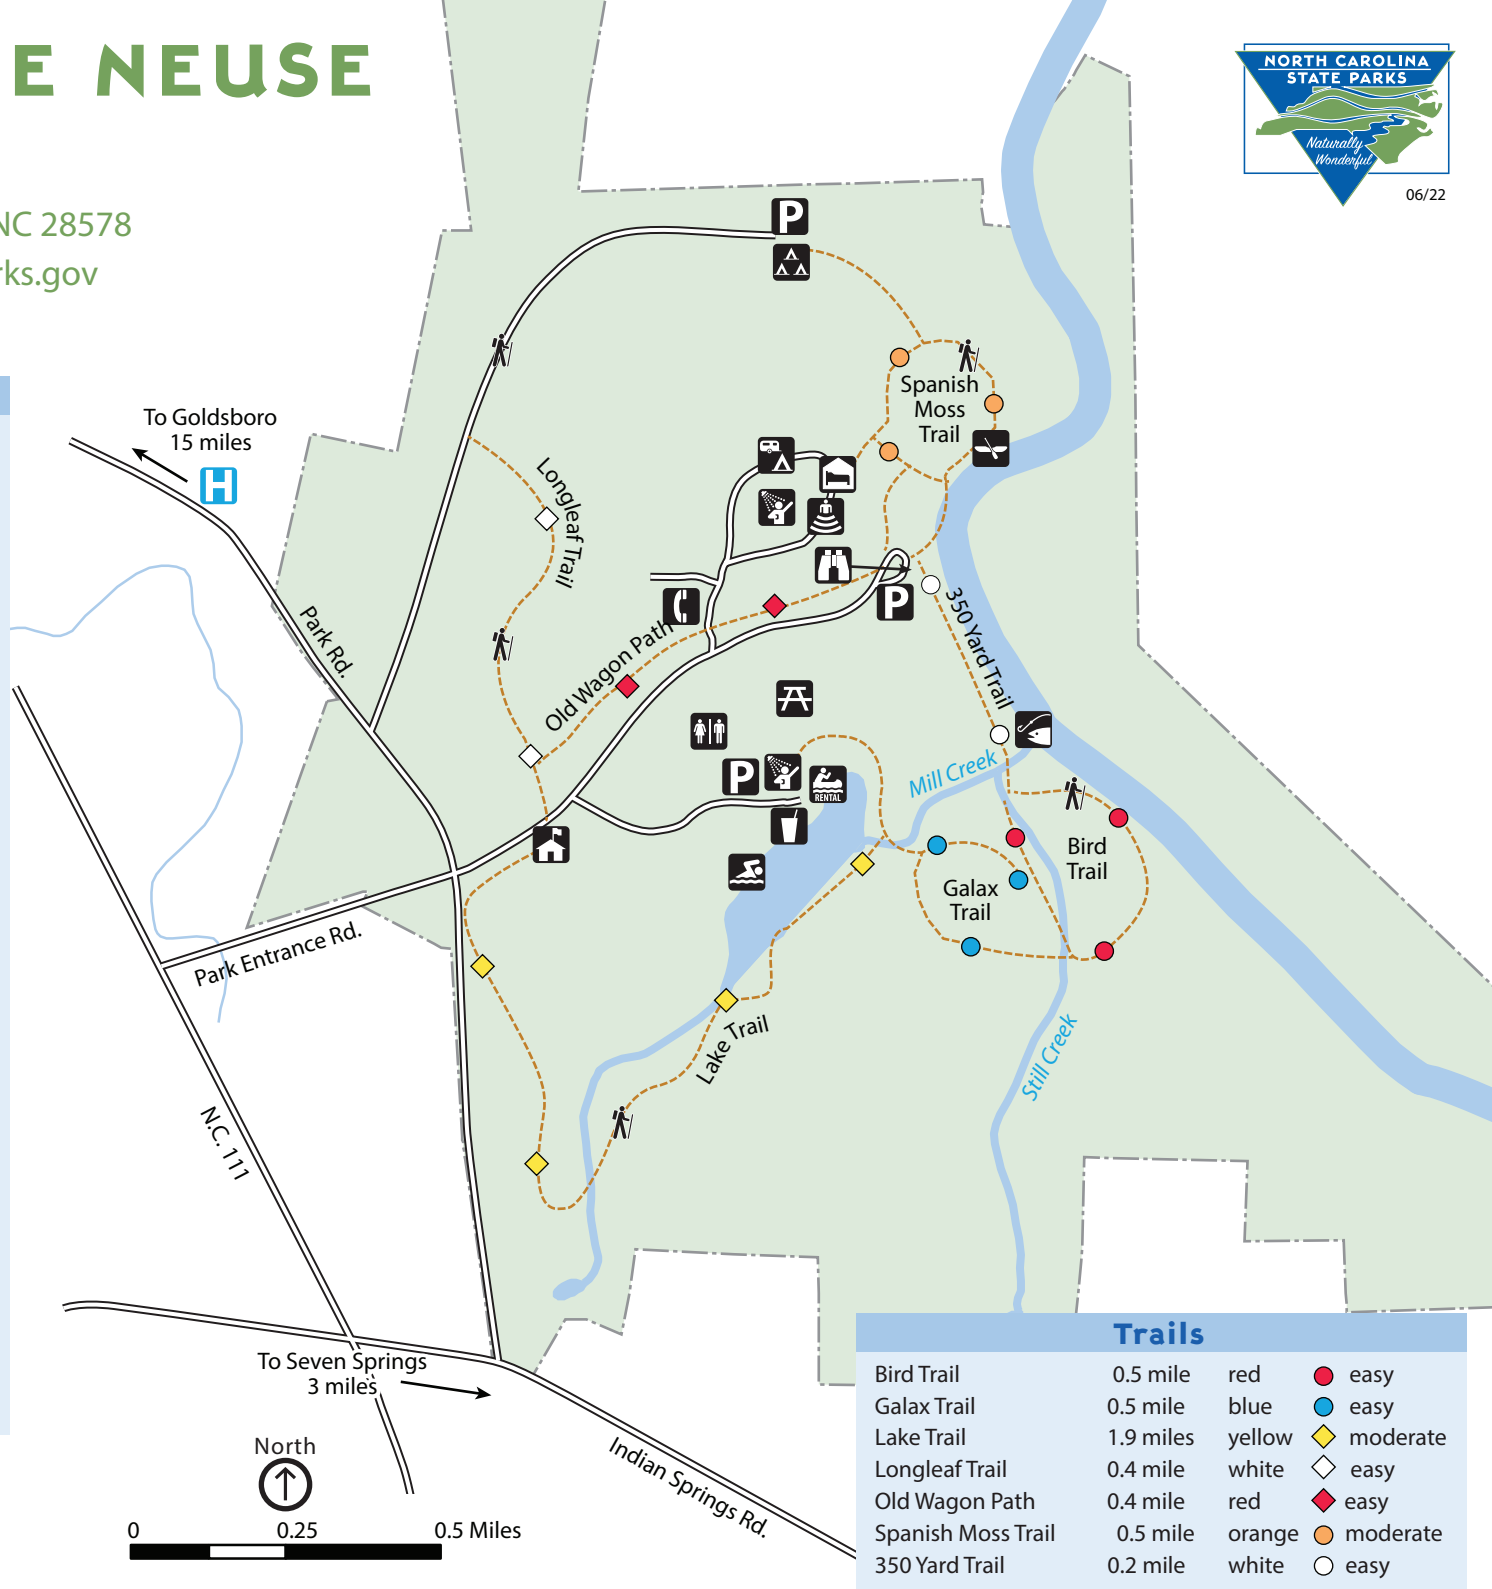 E NEUSE
NC 28578
rks.gov
NORTH CAROLINA
STATE PARKS
Naturally
Wonderful
06/22
P
To Goldsboro
15 miles
H
Spanish
Moss
Trail
Longleaf Trail
Park Rd.
Old Wagon Path
P
350 Yard Trail
P
RENTAL
Mill Creek
Bird
Trail
Galax
Trail
Park Entrance Rd.
Lake Trail
Still Creek
N.C. 111
To Seven Springs
3 miles
Indian Springs Rd.
North
0 0.25 0.5 Miles
Trails
Bird Trail 0.5 mile red easy
Galax Trail 0.5 mile blue easy
Lake Trail 1.9 miles yellow moderate
Longleaf Trail 0.4 mile white easy
Old Wagon Path 0.4 mile red easy
Spanish Moss Trail 0.5 mile orange moderate
350 Yard Trail 0.2 mile white easy